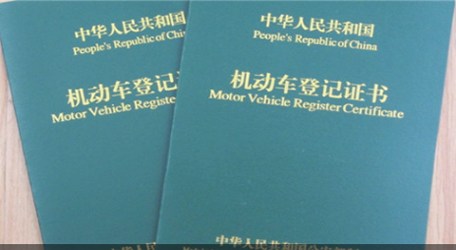 中华人民共和国
People's Republic of China
机动车登记证
Motor Vehicle Register
中华人民共和国
People's Republic of China
机动车登记证书
Motor Vehicle Register Certificate
中华人民共和国